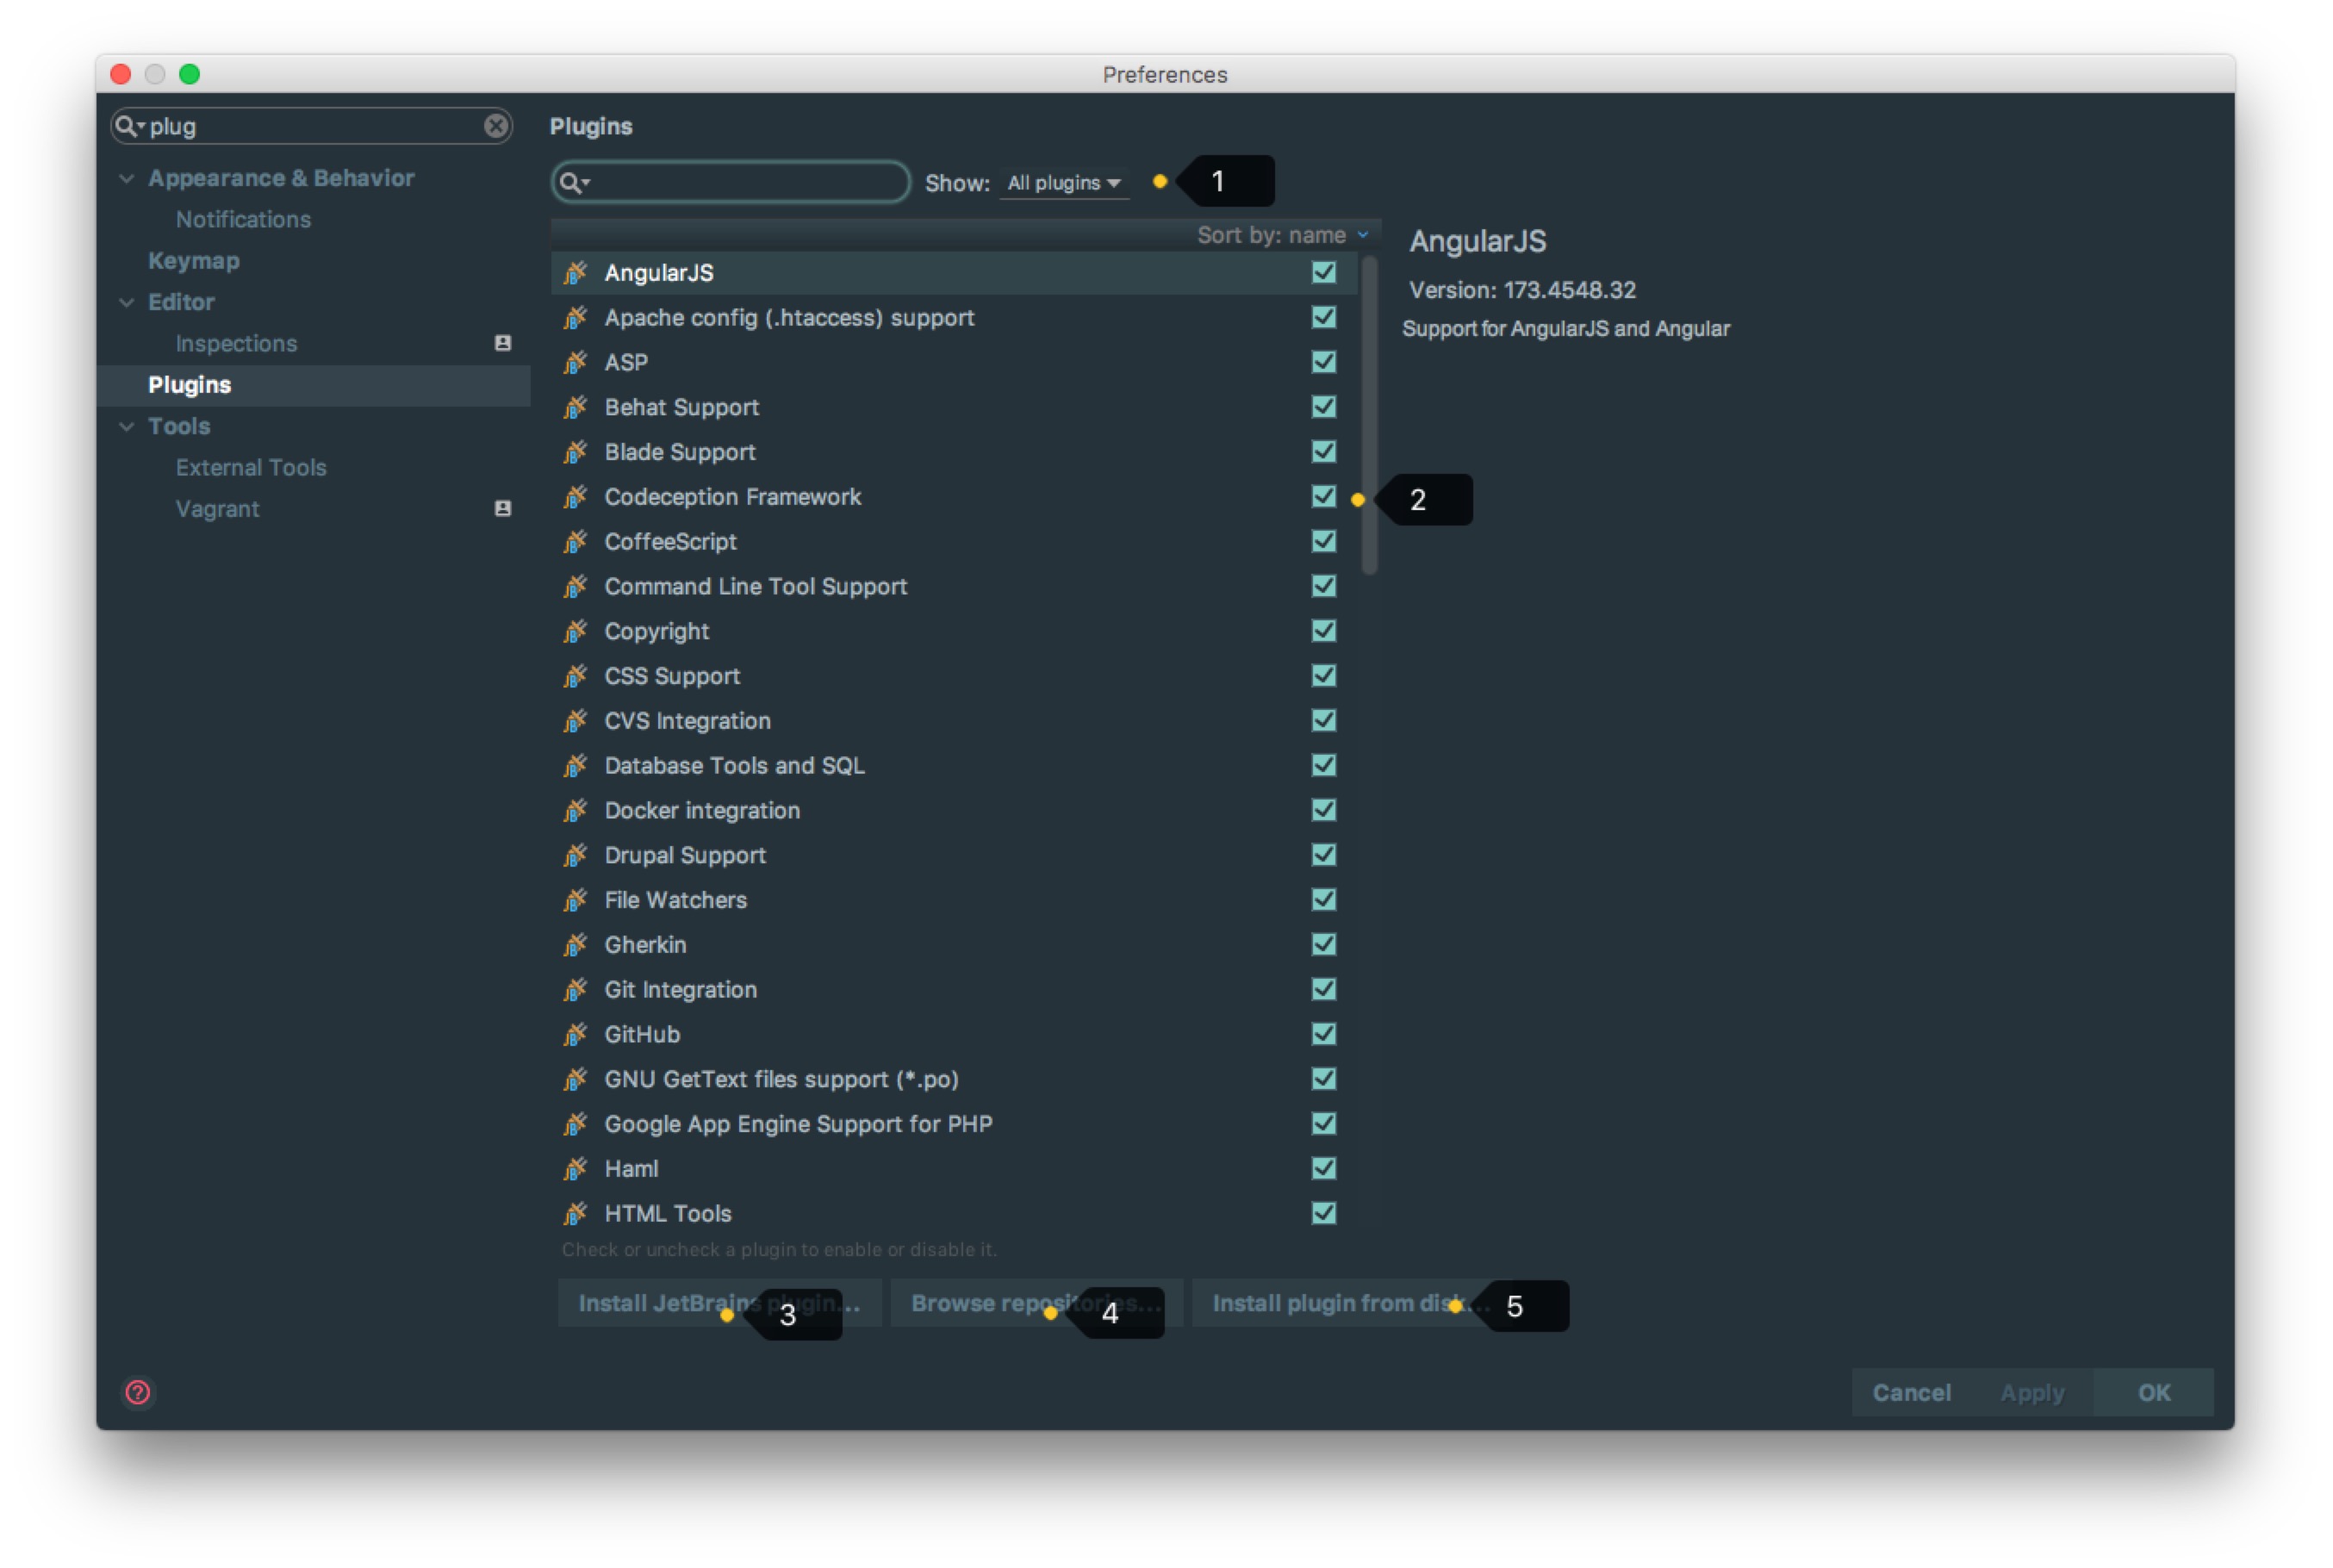 Preferences
plug
Appearance & Behavior
Notifications
Keymap
Editor
Inspections
Plugins
Tools
External Tools
Vagrant
Plugins
Show: All plugins
1
Sort by: name
AngularJS
Apache config (.htaccess) support
ASP
Behat Support
Blade Support
Codeception Framework
2
CoffeeScript
Command Line Tool Support
Copyright
CSS Support
CVS Integration
Database Tools and SQL
Docker integration
Drupal Support
File Watchers
Gherkin
Git Integration
GitHub
GNU GetText files support (*.po)
Google App Engine Support for PHP
Haml
HTML Tools
Check or uncheck a plugin to enable or disable it.
Install JetBrains plugin...
3
Browse repositories...
4
Install plugin from disk...
5
AngularJS
Version: 173.4548.32
Support for AngularJS and Angular
?
Cancel
Apply
OK